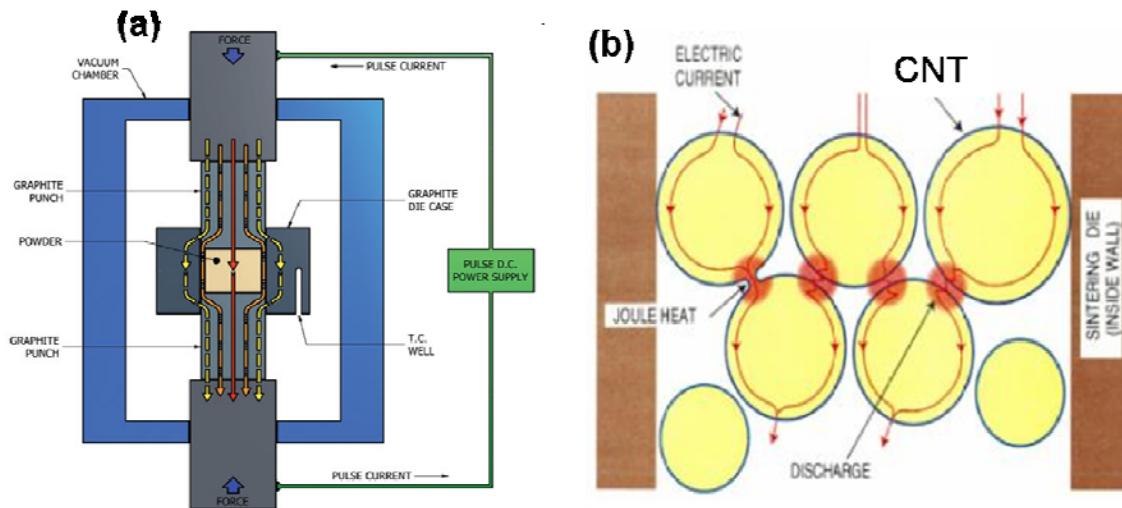 (a)
FORCE
VACUUM
CHAMBER
PULSE CURRENT
GRAPHITE
PUNCH
GRAPHITE
DIE CASE
POWDER
PULSE D.C.
POWER SUPPLY
GRAPHITE
PUNCH
T.C.
WELL
PULSE CURRENT
FORCE
(b)
ELECTRIC
CURRENT
CNT
JOULE HEAT
SINTERING DIE
(INSIDE WALL)
DISCHARGE